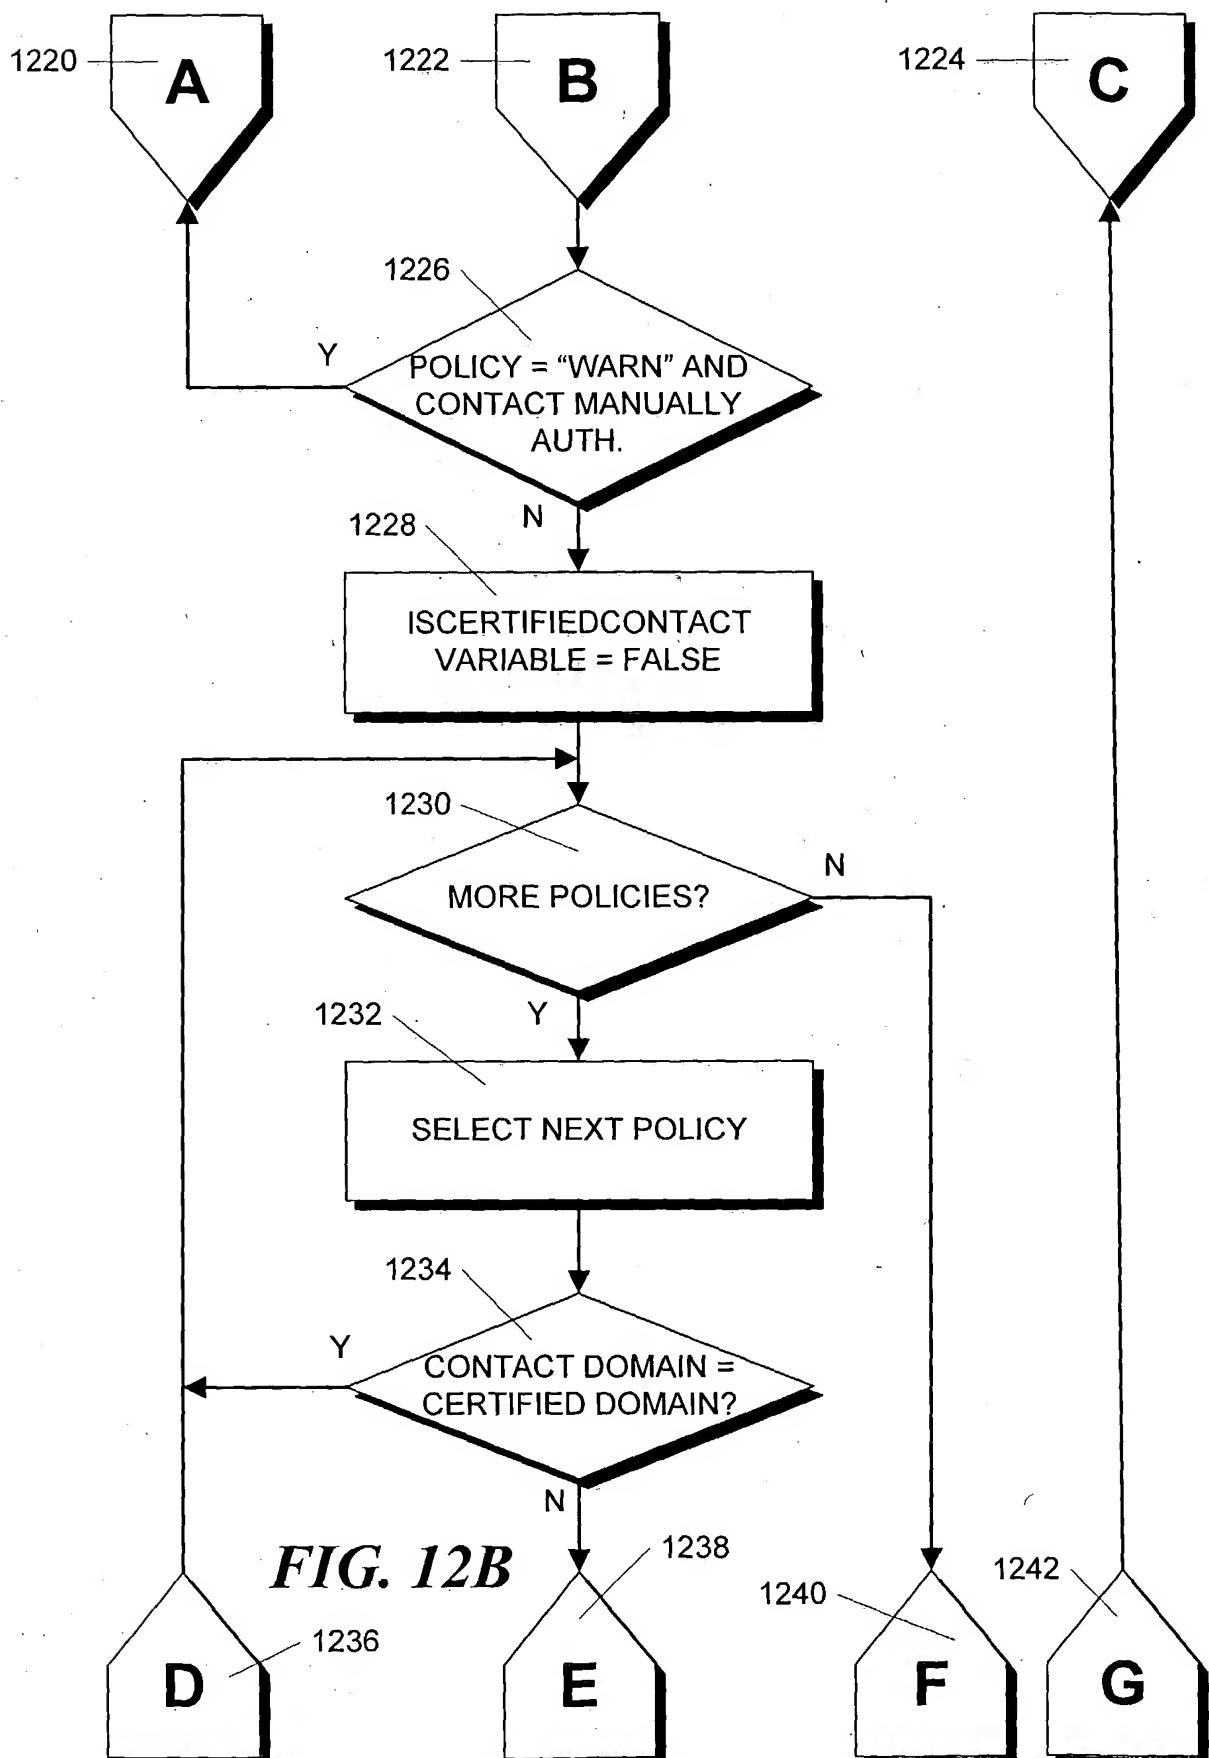 1220
A
1222
B
1224
C
1226
Y
POLICY = “WARN” AND
CONTACT MANUALLY
AUTH.
N
1228
ISCERTIFIEDCONTACT
VARIABLE = FALSE
1230
N
MORE POLICIES?
Y
1232
SELECT NEXT POLICY
1234
Y
CONTACT DOMAIN =
CERTIFIED DOMAIN?
N
FIG. 12B
1238
1240
1242
1236
D
E
F
G